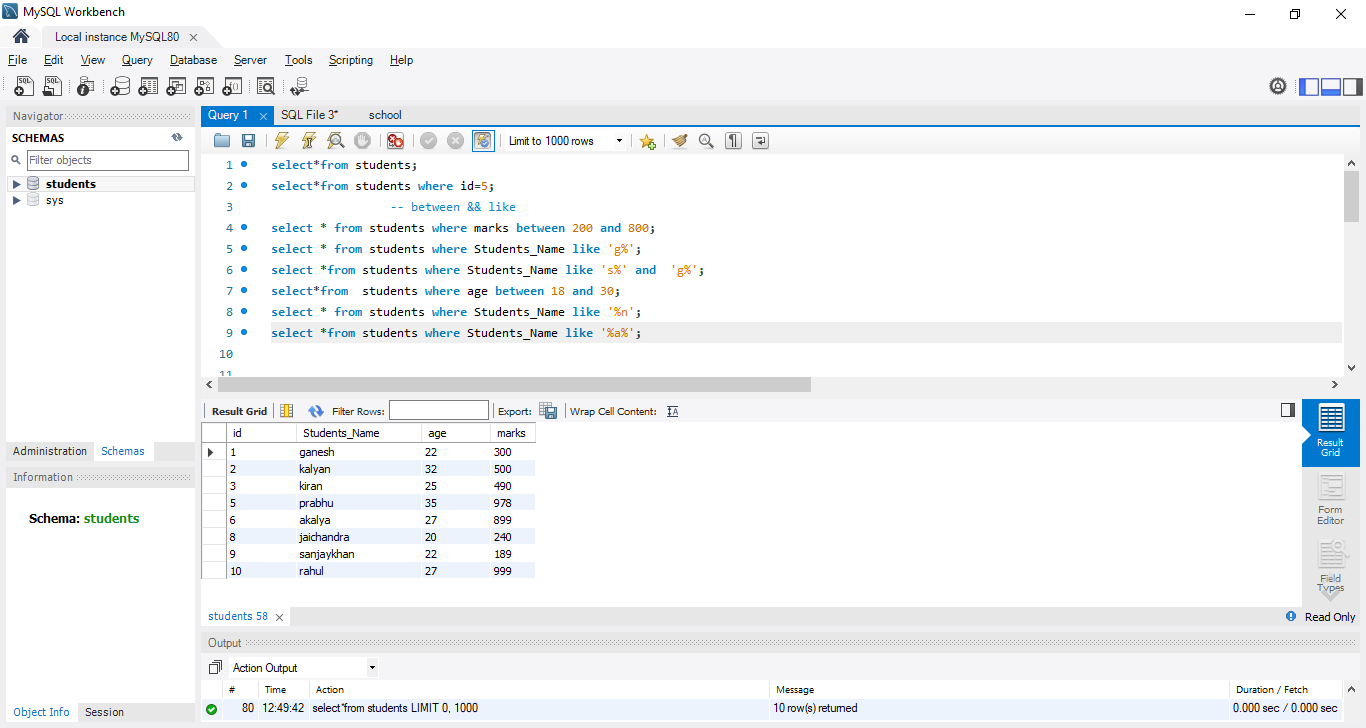 MySQL Workbench
Local instance MySQL80
File Edit View Query Database Server Tools Scripting Help
Navigator
SCHEMAS
Filter objects
students
sys
Administration Schemas
Information
Schema: students
Object Info Session
Query 1 SQL File 3* school
Limit to 1000 rows
1 select*from students;
2 select*from students where id=5;
3 -- between && like
4 select * from students where marks between 200 and 800;
5 select * from students where Students_Name like 'g%';
6 select *from students where Students_Name like 's%' and  'g%';
7 select*from  students where age between 18 and 30;
8 select * from students where Students_Name like '%n';
9 select *from students where Students_Name like '%a%';
10
11
Result Grid Filter Rows: Export: Wrap Cell Content:
id Students_Name age marks
1 ganesh 22 300
2 kalyan 32 500
3 kiran 25 490
5 prabhu 35 978
6 akalya 27 899
8 jaichandra 20 240
9 sanjaykhan 22 189
10 rahul 27 999
Result
Grid
Form
Editor
Field
Types
students 58
Read Only
Output
Action Output
# Time Action Message Duration / Fetch
80 12:49:42 select*from students LIMIT 0, 1000 10 row(s) returned 0.000 sec / 0.000 sec